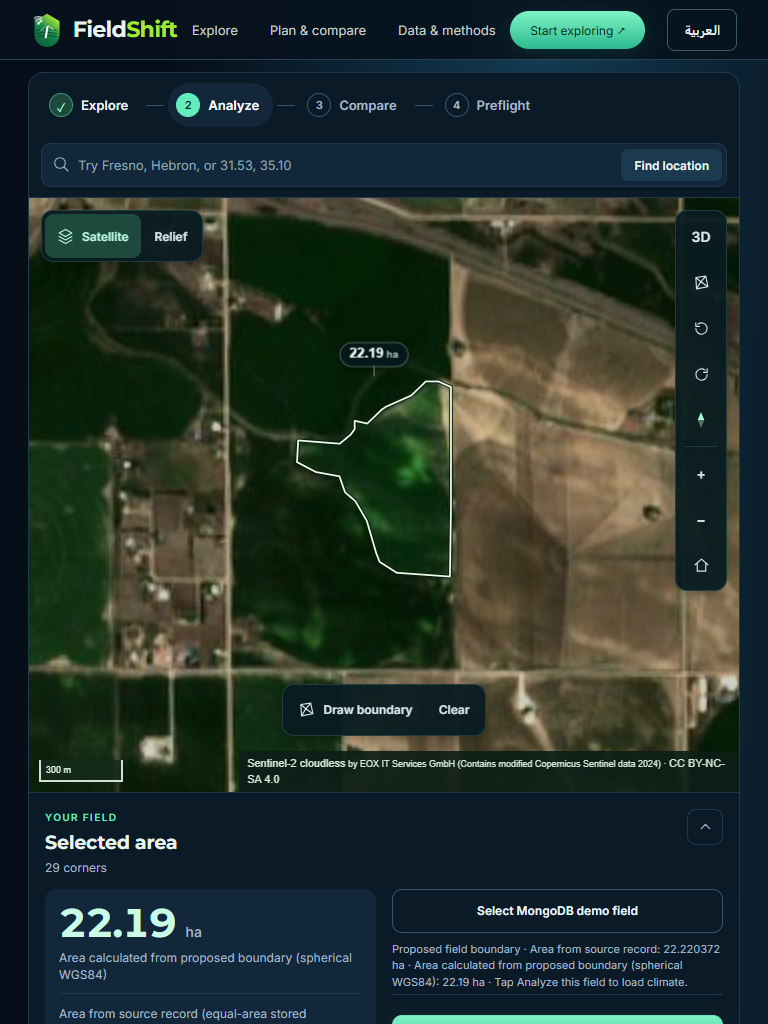 FieldShift
Explore
Plan & compare
Data & methods
Start exploring ↗
العربية
✓ Explore
2 Analyze
3 Compare
4 Preflight
Try Fresno, Hebron, or 31.53, 35.10
Find location
Satellite
Relief
3D
22.19 ha
+
−
Draw boundary
Clear
300 m
Sentinel-2 cloudless by EOX IT Services GmbH (Contains modified Copernicus Sentinel data 2024) · CC BY-NC-
SA 4.0
YOUR FIELD
Selected area
29 corners
22.19 ha
Area calculated from proposed boundary (spherical
WGS84)
Area from source record (equal-area stored
Select MongoDB demo field
Proposed field boundary · Area from source record: 22.220372
ha · Area calculated from proposed boundary (spherical
WGS84): 22.19 ha · Tap Analyze this field to load climate.